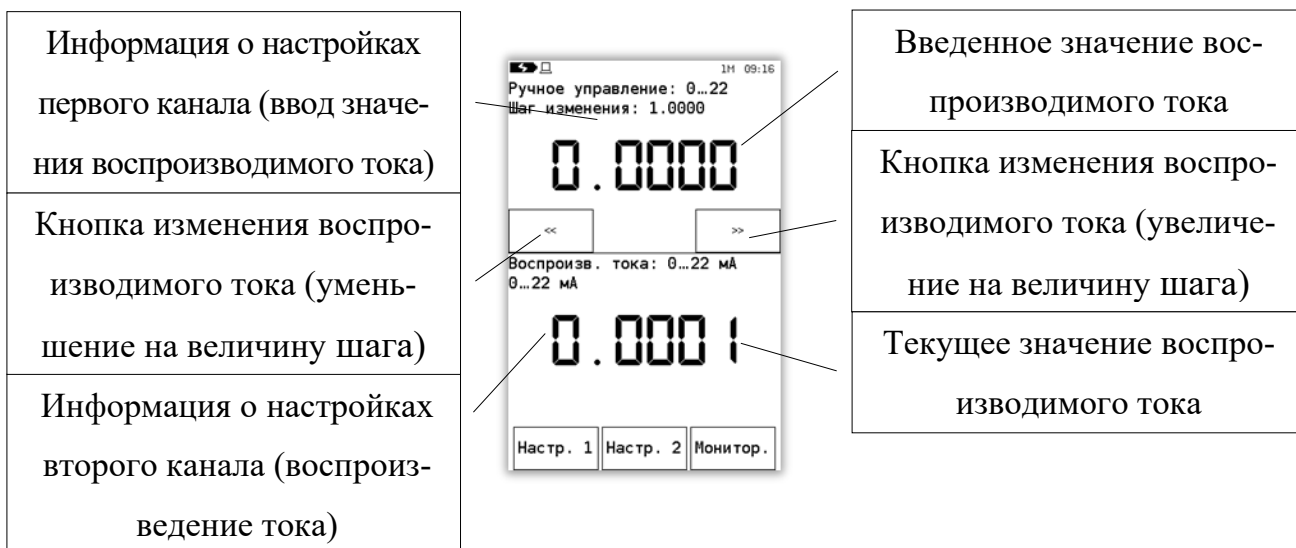 Информация о настройках
первого канала (ввод значе-
ния воспроизводимого тока)
Кнопка изменения воспро-
изводимого тока (умень-
шение на величину шага)
Информация о настройках
второго канала (воспроиз-
ведение тока)
1М 09:16
Ручное управление: 0…22
Шаг изменения: 1.0000
0.0000
<< >>
Воспроизв. тока: 0…22 мА
0…22 мА
0.0001
Настр. 1 Настр. 2 Монитор.
Введенное значение вос-
производимого тока
Кнопка изменения воспро-
изводимого тока (увеличе-
ние на величину шага)
Текущее значение воспро-
изводимого тока